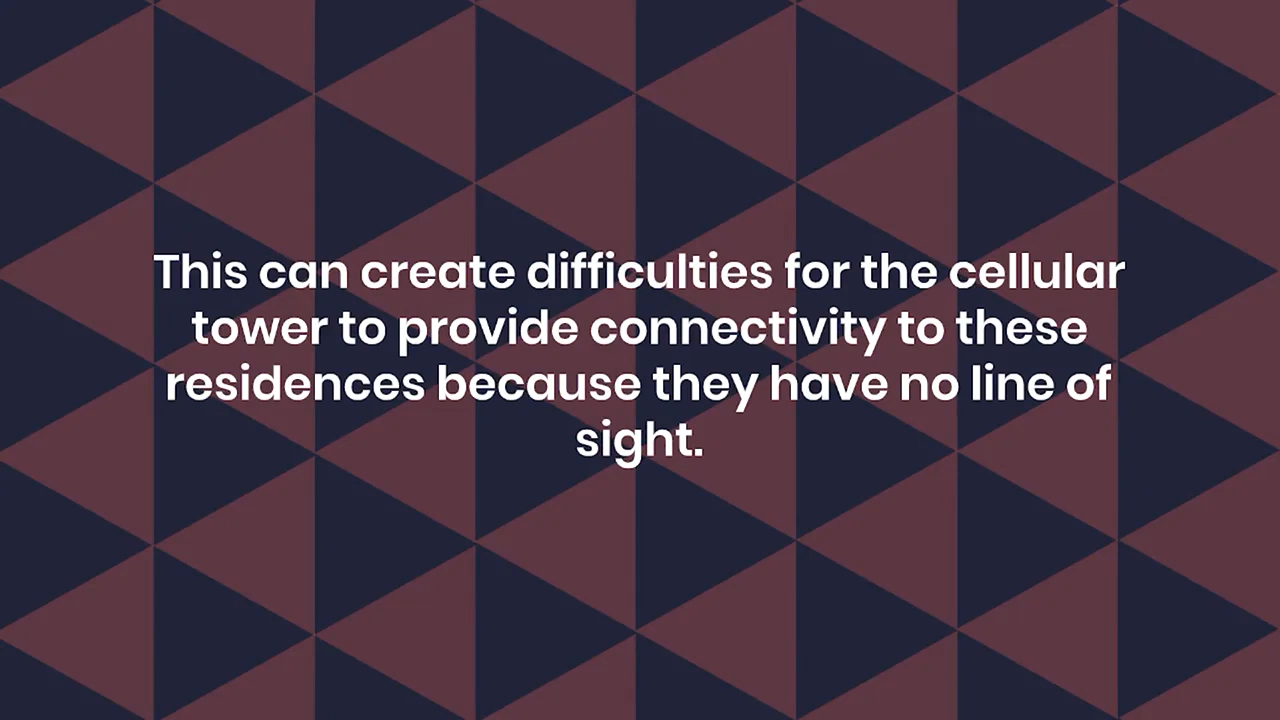 This can create difficulties for the cellular
tower to provide connectivity to these
residences because they have no line of
sight.